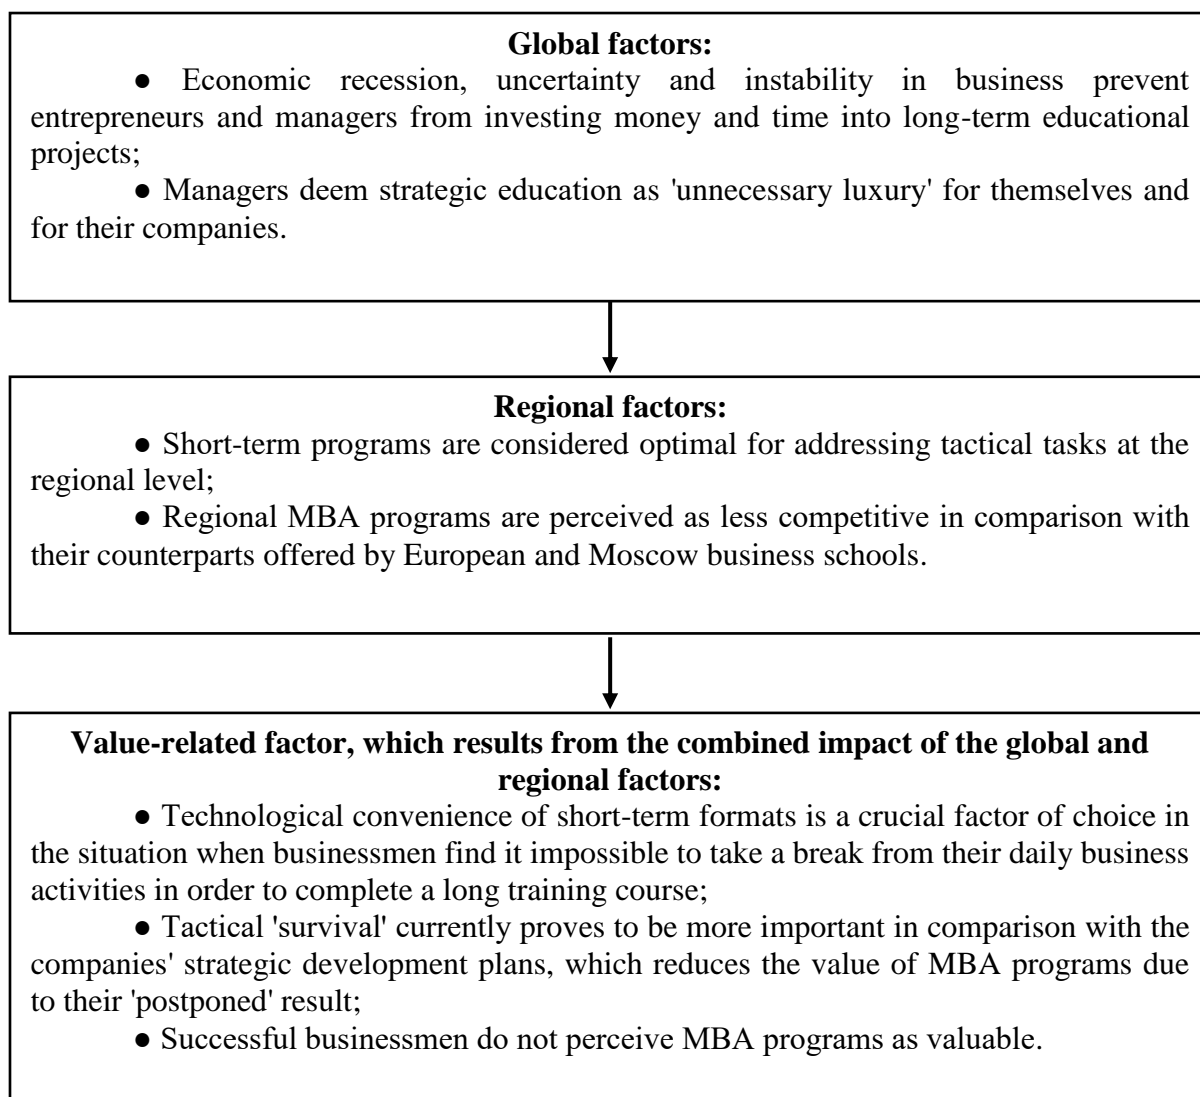 Global factors:
● Economic recession, uncertainty and instability in business prevent
entrepreneurs and managers from investing money and time into long-term educational
projects;
● Managers deem strategic education as 'unnecessary luxury' for themselves and
for their companies.
Regional factors:
● Short-term programs are considered optimal for addressing tactical tasks at the
regional level;
● Regional MBA programs are perceived as less competitive in comparison with
their counterparts offered by European and Moscow business schools.
Value-related factor, which results from the combined impact of the global and
regional factors:
● Technological convenience of short-term formats is a crucial factor of choice in
the situation when businessmen find it impossible to take a break from their daily business
activities in order to complete a long training course;
● Tactical 'survival' currently proves to be more important in comparison with the
companies' strategic development plans, which reduces the value of MBA programs due
to their 'postponed' result;
● Successful businessmen do not perceive MBA programs as valuable.